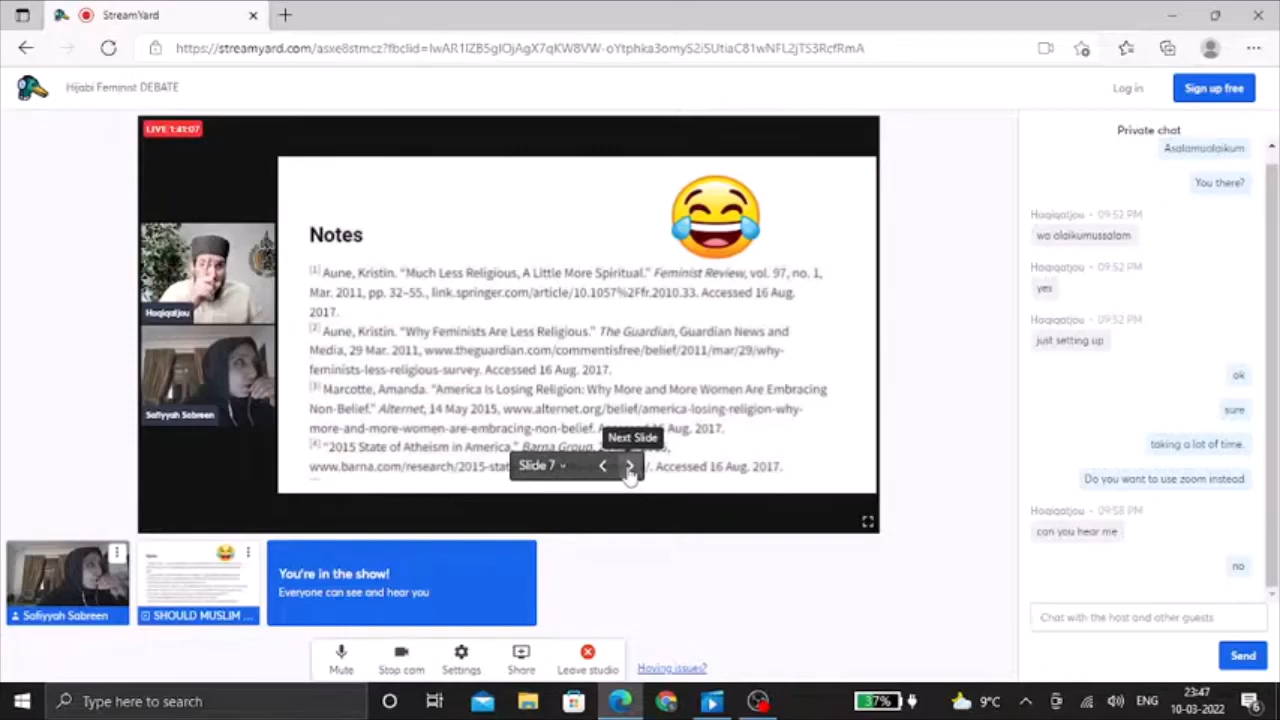 StreamYard
https://streamyard.com/asxe8stmcz?fbclid=IwAR1IZB5gIOjAgX7qKW8VW-oYtphka3omyS2i5UtiaC81wNFL2jTS3RcfRmA
Hijabi Feminist DEBATE
Log in
Sign up free
LIVE 1:41:07
Haqiqatjou
Safiyyah Sabreen
Notes
[1] Aune, Kristin. “Much Less Religious, A Little More Spiritual.” Feminist Review, vol. 97, no. 1,
Mar. 2011, pp. 32–55., link.springer.com/article/10.1057%2Ffr.2010.33. Accessed 16 Aug.
2017.
[2] Aune, Kristin. “Why Feminists Are Less Religious.” The Guardian, Guardian News and
Media, 29 Mar. 2011, www.theguardian.com/commentisfree/belief/2011/mar/29/why-
feminists-less-religious-survey. Accessed 16 Aug. 2017.
[3] Marcotte, Amanda. “America Is Losing Religion: Why More and More Women Are Embracing
Non-Belief.” Alternet, 14 May 2015, www.alternet.org/belief/america-losing-religion-why-
more-and-more-women-are-embracing-non-belief. Aug. 2017.
[4] “2015 State of Atheism in America.” Barna Group,
www.barna.com/research/2015-stat Accessed 16 Aug. 2017.
Next Slide
Slide 7
Private chat
Asalamualaikum
You there?
Haqiqatjou • 09:52 PM
wa alaikumussalam
Haqiqatjou • 09:52 PM
yes
Haqiqatjou • 09:52 PM
just setting up
ok
sure
taking a lot of time.
Do you want to use zoom instead
Haqiqatjou • 09:58 PM
can you hear me
no
Chat with the host and other guests
Send
Safiyyah Sabreen
SHOULD MUSLIM ...
You're in the show!
Everyone can see and hear you
Mute
Stop cam
Settings
Share
Leave studio
Having issues?
Type here to search
37%
9°C
ENG
23:47
10-03-2022
6